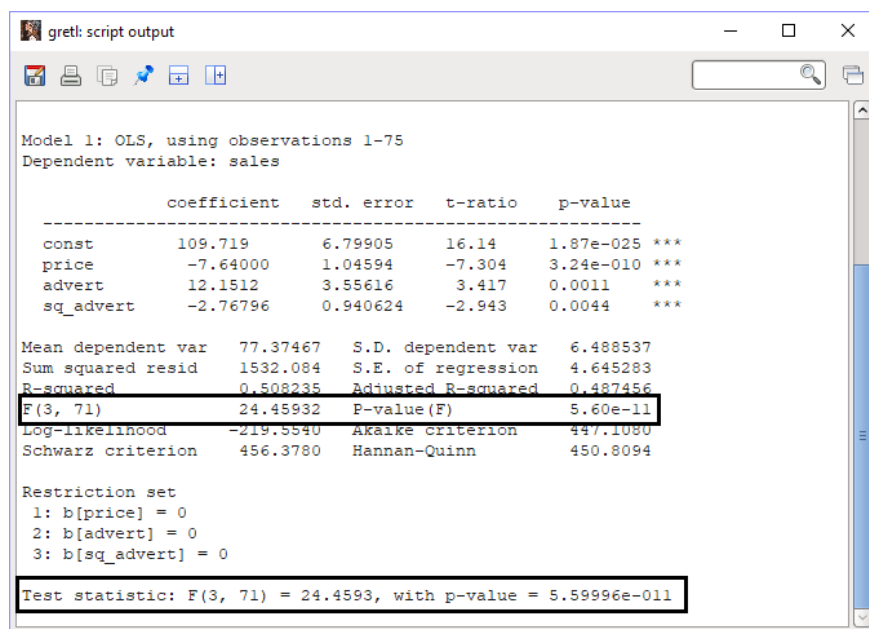 gretl: script output
Model 1: OLS, using observations 1-75
Dependent variable: sales
coefficient std. error t-ratio p-value
---------------------------------------------------------
const 109.719 6.79905 16.14 1.87e-025 ***
price -7.64000 1.04594 -7.304 3.24e-010 ***
advert 12.1512 3.55616 3.417 0.0011 ***
sq_advert -2.76796 0.940624 -2.943 0.0044 ***
Mean dependent var 77.37467 S.D. dependent var 6.488537
Sum squared resid 1532.084 S.E. of regression 4.645283
R-squared 0.508235 Adjusted R-squared 0.487456
F(3, 71) 24.45932 P-value(F) 5.60e-11
Log-likelihood -219.5540 Akaike criterion 447.1080
Schwarz criterion 456.3780 Hannan-Quinn 450.8094
Restriction set
1: b[price] = 0
2: b[advert] = 0
3: b[sq_advert] = 0
Test statistic: F(3, 71) = 24.4593, with p-value = 5.59996e-011